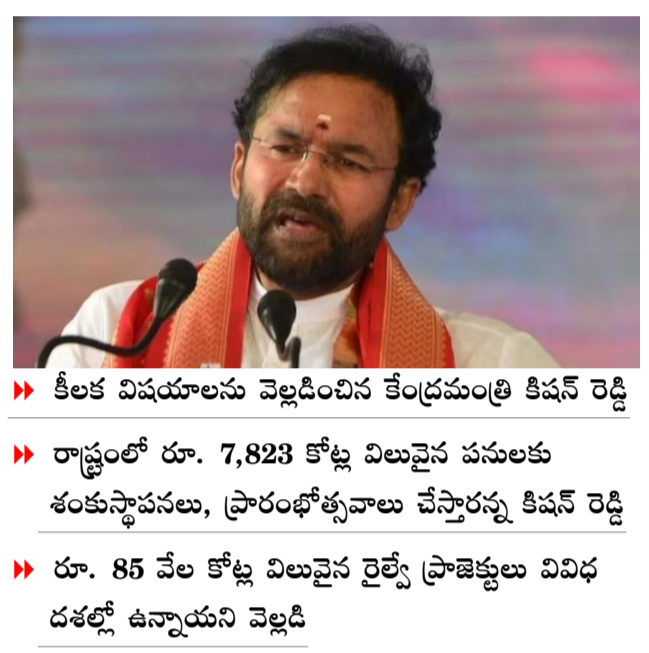 కీలక విషయాలను వెల్లడించిన కేంద్రమంత్రి కిషన్ రెడ్డి
రాష్ట్రంలో రూ. 7,823 కోట్ల విలువైన పనులకు
శంకుస్థాపనలు, ప్రారంభోత్సవాలు చేస్తారన్న కిషన్ రెడ్డి
రూ. 85 వేల కోట్ల విలువైన రైల్వే ప్రాజెక్టులు వివిధ
దశల్లో ఉన్నాయని వెల్లడి